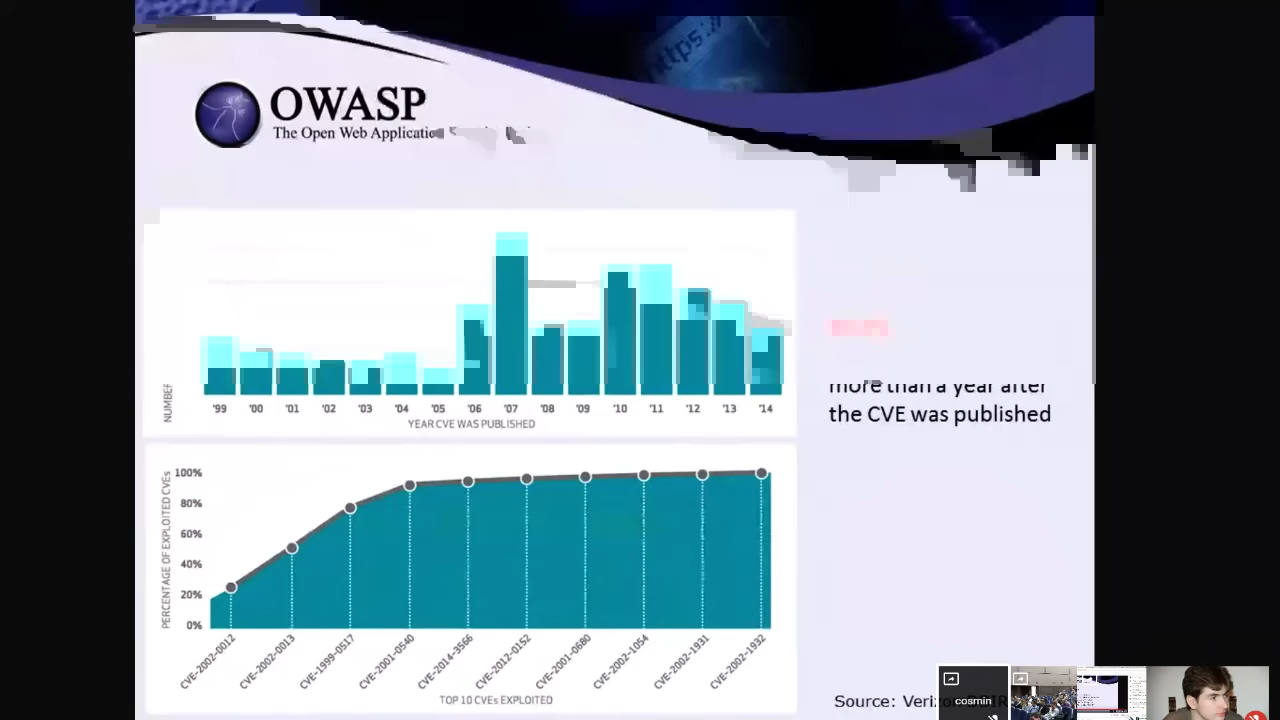 https://
OWASP
The Open Web Applicatio
NUMBER
'99 '00 '01 '02 '03 '04 '05 '06 '07 '08 '09 '10 '11 '12 '13 '14
YEAR CVE WAS PUBLISHED
more than a year after
the CVE was published
PERCENTAGE OF EXPLOITED CVEs
100%
80%
60%
40%
20%
0%
CVE-2002-0012
CVE-2002-0013
CVE-1999-0517
CVE-2001-0540
CVE-2014-3566
CVE-2012-0152
CVE-2001-0680
CVE-2002-1054
CVE-2002-1931
CVE-2002-1932
TOP 10 CVEs EXPLOITED
Source: Verizon DBIR
cosmin